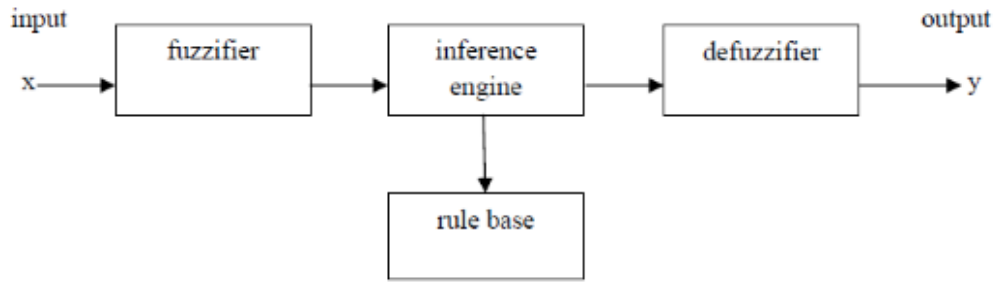 input
output
fuzzifier
inference
engine
defuzzifier
x
y
rule base